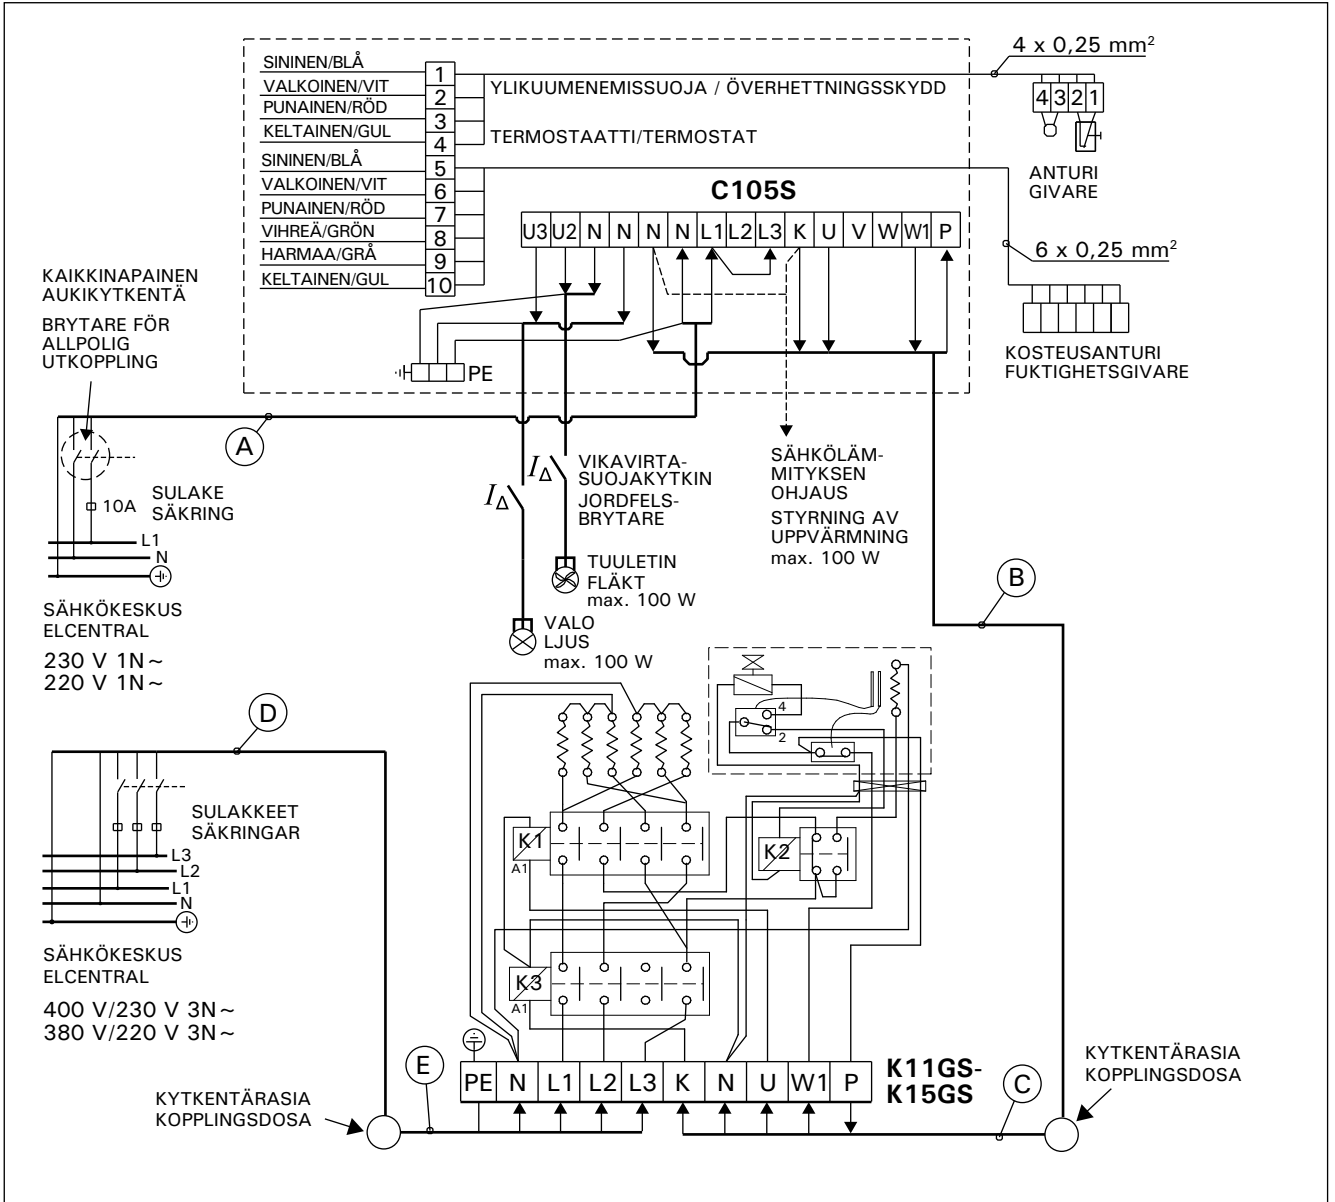 4 x 0,25 mm²
SININEN/BLÅ
1
VALKOINEN/VIT
2
YLIKUUMENEMISSUOJA / ÖVERHETTNINGSSKYDD
4 3 2 1
PUNAINEN/RÖD
3
KELTAINEN/GUL
4
TERMOSTAATTI/TERMOSTAT
SININEN/BLÅ
5
ANTURI
GIVARE
VALKOINEN/VIT
6
C105S
PUNAINEN/RÖD
7
VIHREÄ/GRÖN
8
U3 U2 N N N N L1 L2 L3 K U V W W1 P
HARMAA/GRÅ
9
6 x 0,25 mm²
KELTAINEN/GUL
10
KAIKKINAPAINEN
AUKIKYTKENTÄ
BRYTARE FÖR
ALLPOLIG
UTKOPPLING
KOSTEUSANTURI
FUKTIGHETSGIVARE
PE
A
SULAKE
SÄKRING
10A
L1
N
SÄHKÖKESKUS
ELCENTRAL
230 V 1N~
220 V 1N~
I∆
I∆
VIKAVIRTA-
SUOJAKYTKIN
JORDFELS-
BRYTARE
SÄHKÖLÄM-
MITYKSEN
OHJAUS
STYRNING AV
UPPVÄRMNING
max. 100 W
TUULETIN
FLÄKT
max. 100 W
B
VALO
LJUS
max. 100 W
D
4
2
SULAKKEET
SÄKRINGAR
K1
A1
K2
L3
L2
L1
N
SÄHKÖKESKUS
ELCENTRAL
400 V/230 V 3N~
380 V/220 V 3N~
K3
A1
E
PE N L1 L2 L3 K N U W1 P
K11GS-
K15GS
C
KYTKENTÄRASIA
KOPPLINGSDOSA
KYTKENTÄRASIA
KOPPLINGSDOSA